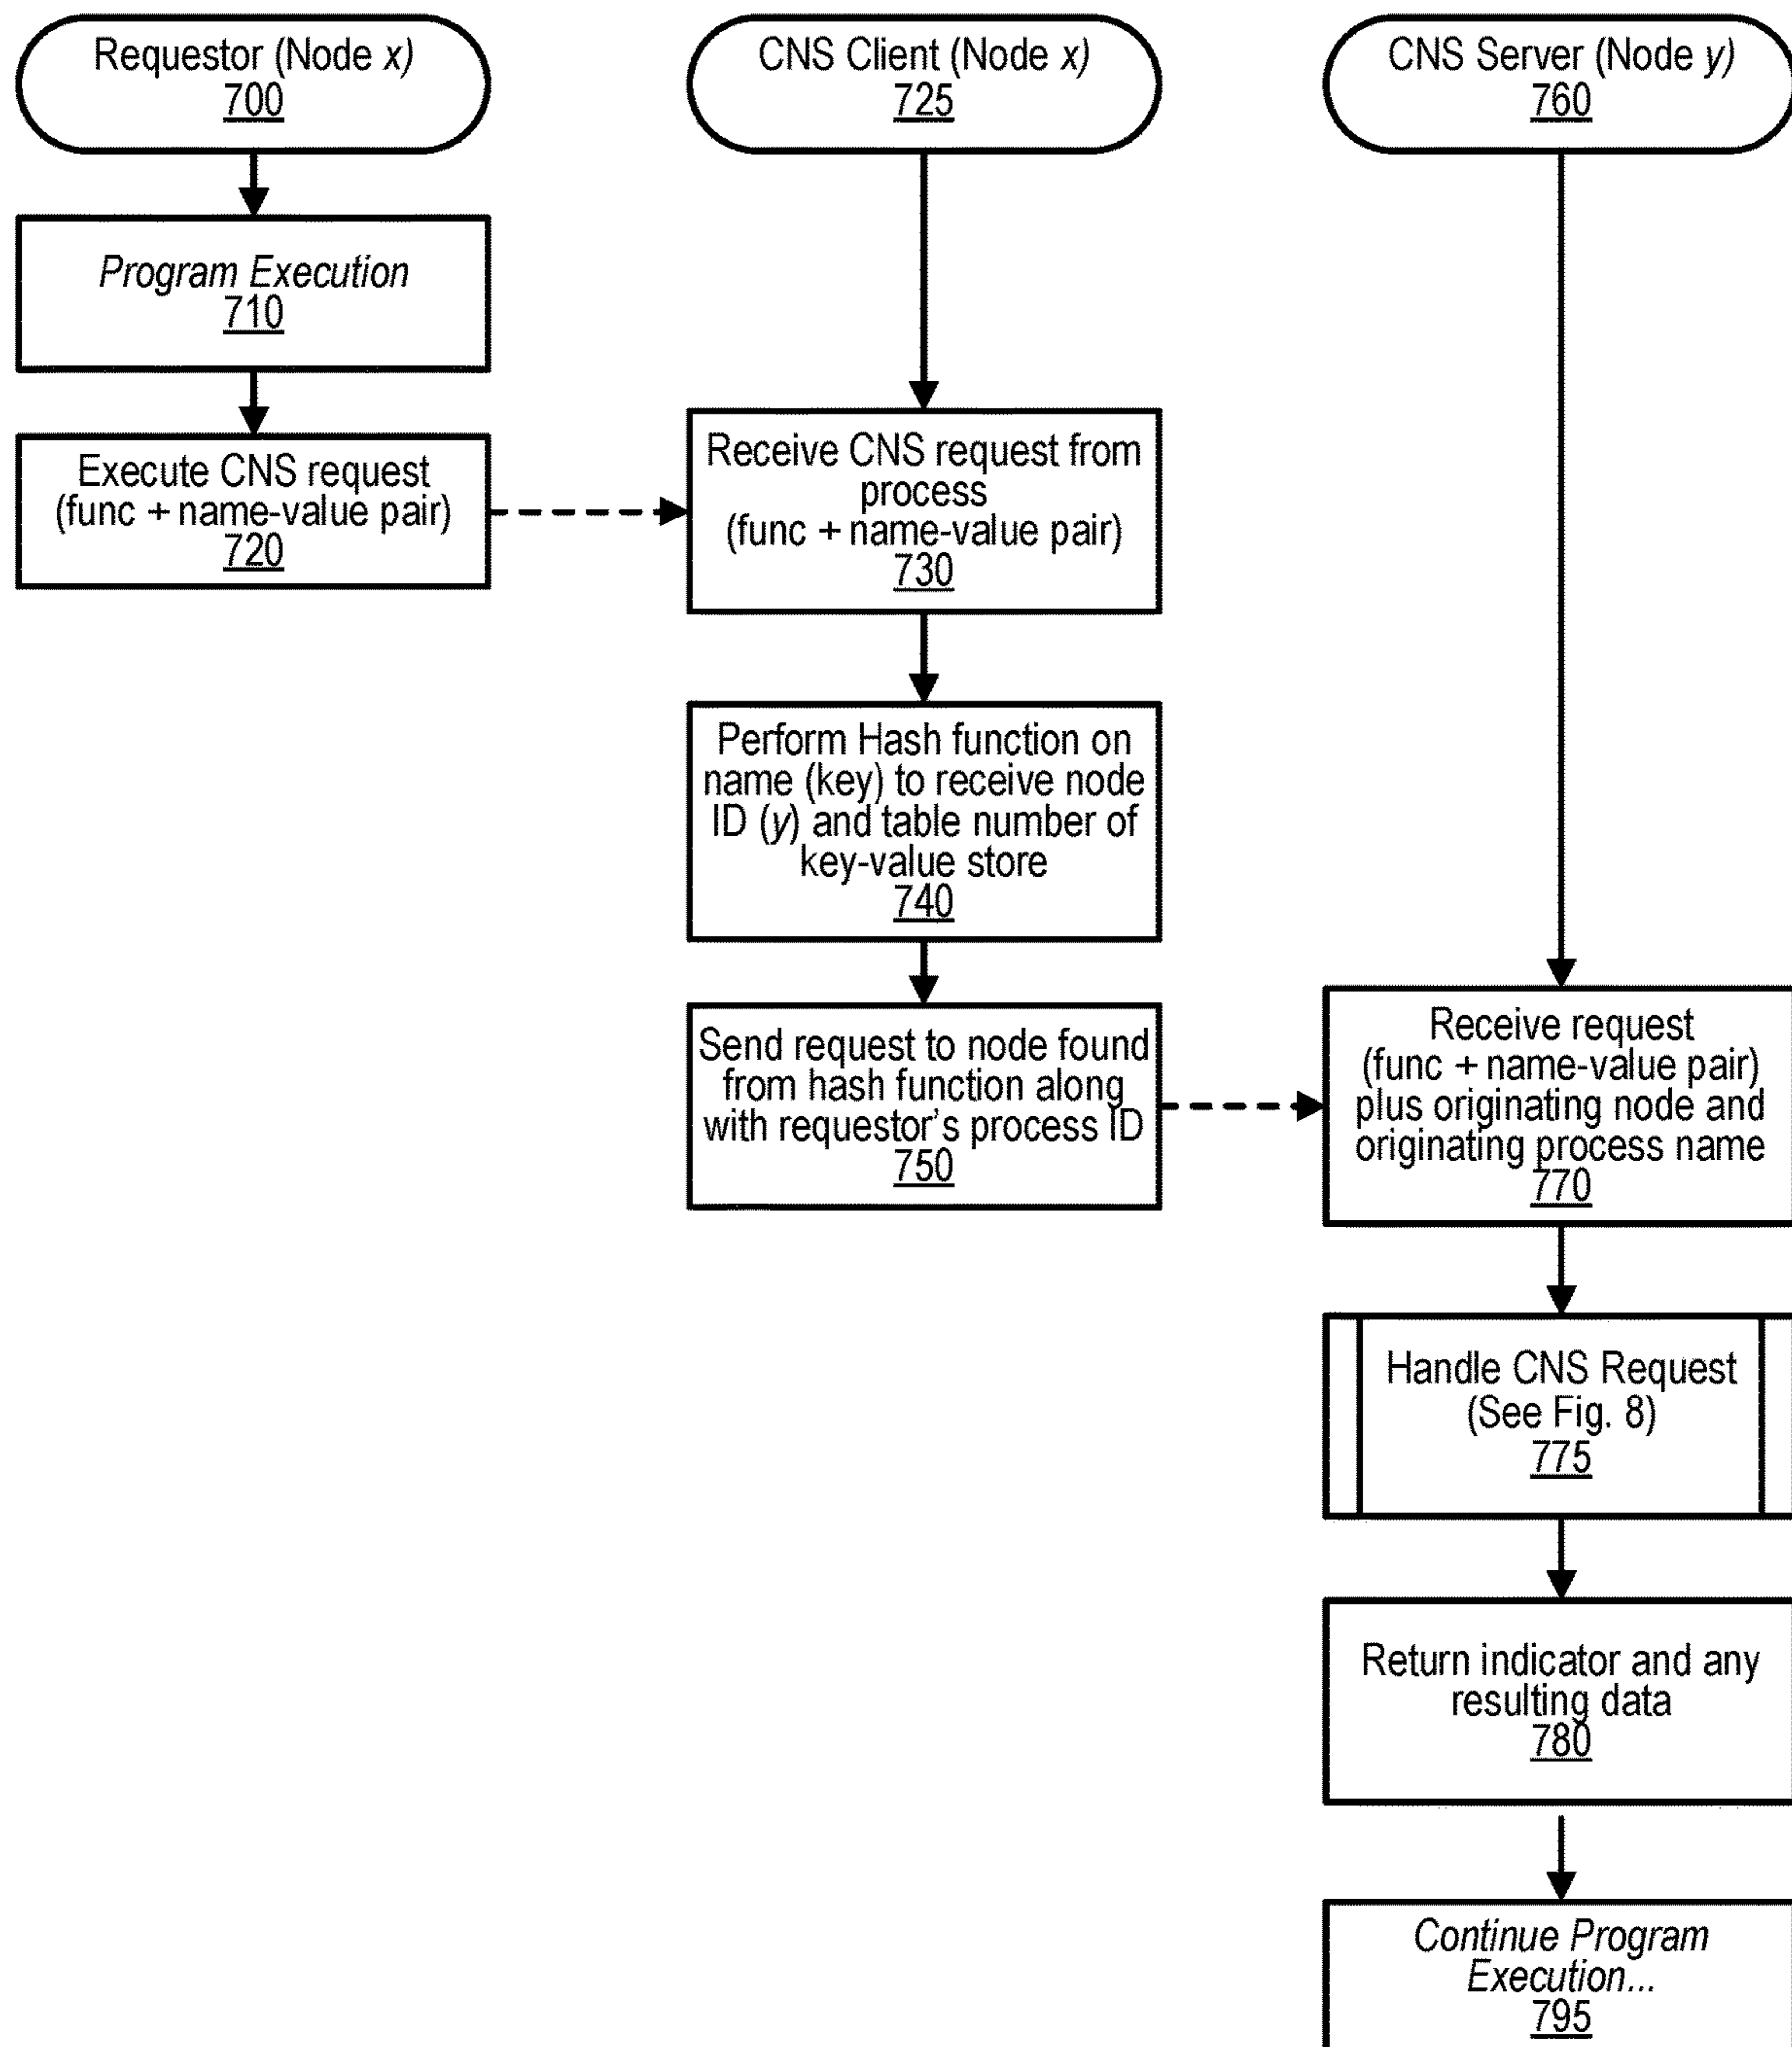 Requestor (Node x)
700
Program Execution
710
Execute CNS request
(func + name-value pair)
720
CNS Client (Node x)
725
Receive CNS request from
process
(func + name-value pair)
730
Perform Hash function on
name (key) to receive node
ID (y) and table number of
key-value store
740
Send request to node found
from hash function along
with requestor's process ID
750
CNS Server (Node y)
760
Receive request
(func + name-value pair)
plus originating node and
originating process name
770
Handle CNS Request
(See Fig. 8)
775
Return indicator and any
resulting data
780
Continue Program
Execution...
795